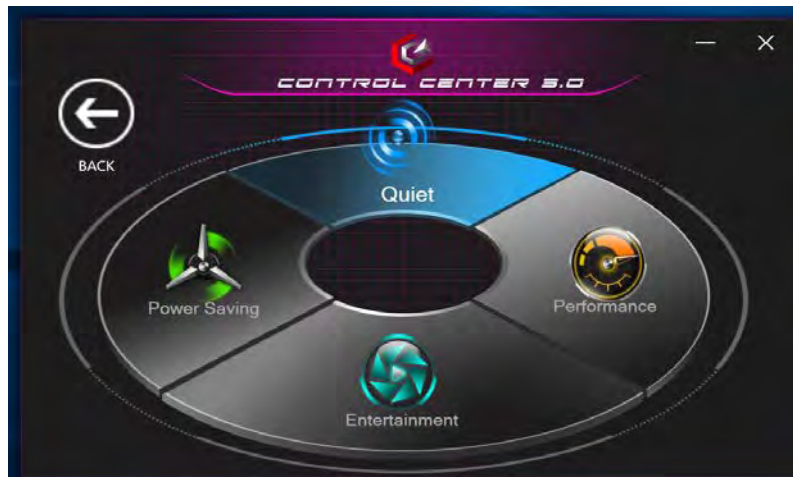 CONTROL CENTER 3.0
BACK
Quiet
Power Saving
Performance
Entertainment